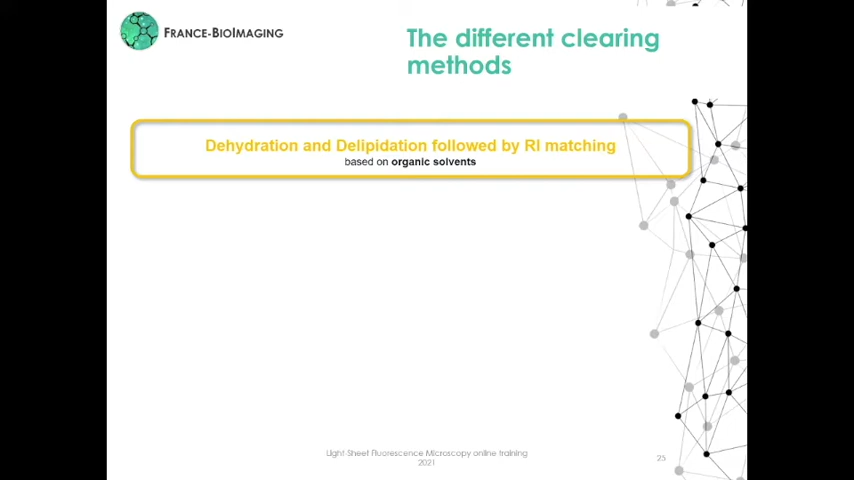 FRANCE-BIOIMAGING
The different clearing
methods
Dehydration and Delipidation followed by RI matching
based on organic solvents
Light-Sheet Fluorescence Microscopy online training
2021
25